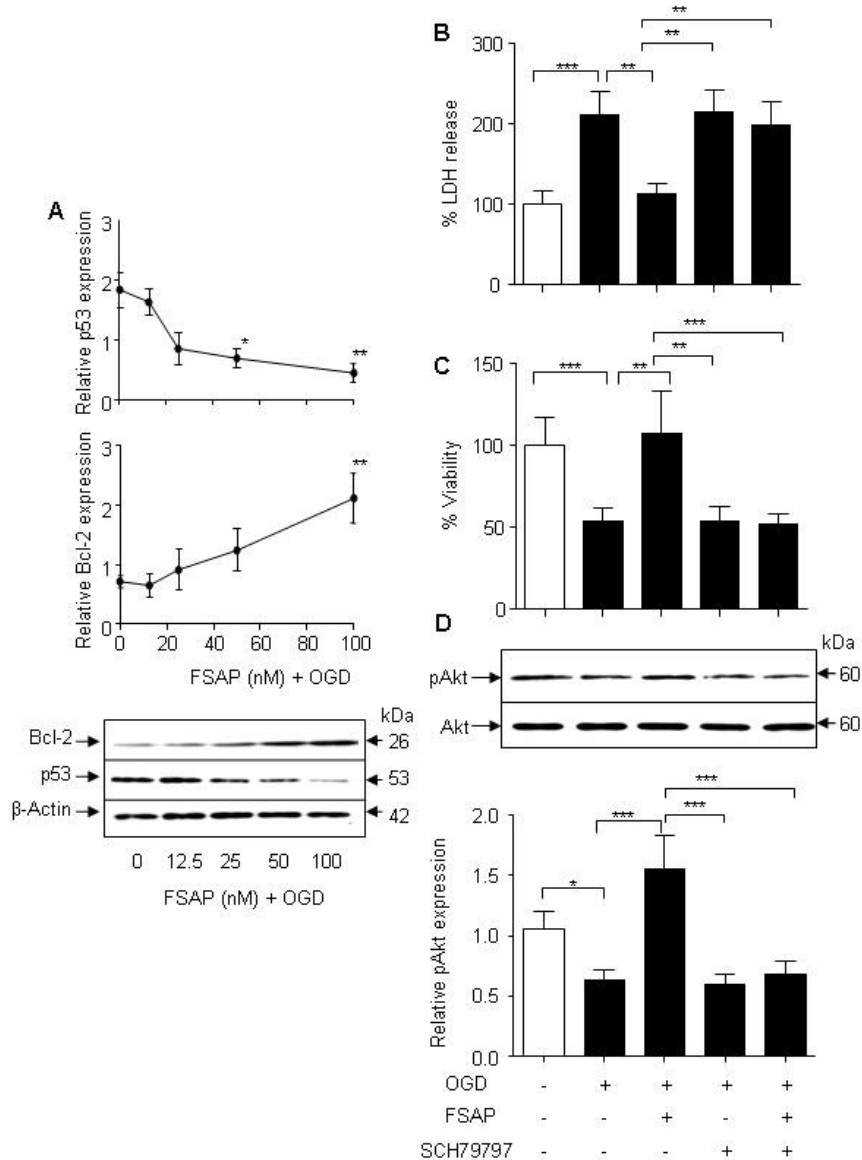 A
Relative p53 expression
3
2
1
0
*
**
Relative Bcl-2 expression
3
2
1
0
**
0 20 40 60 80 100
FSAP (nM) + OGD
kDa
Bcl-2 26
p53 53
β-Actin 42
0 12.5 25 50 100
FSAP (nM) + OGD
B
% LDH release
300
200
100
0
**
**
*** **
C
% Viability
150
100
50
0
***
**
*** **
D
kDa
pAkt 60
Akt 60
Relative pAkt expression
2.0
1.5
1.0
0.5
0.0
***
*** ***
*
OGD - + + + +
FSAP - - + - +
SCH79797 - - - + +